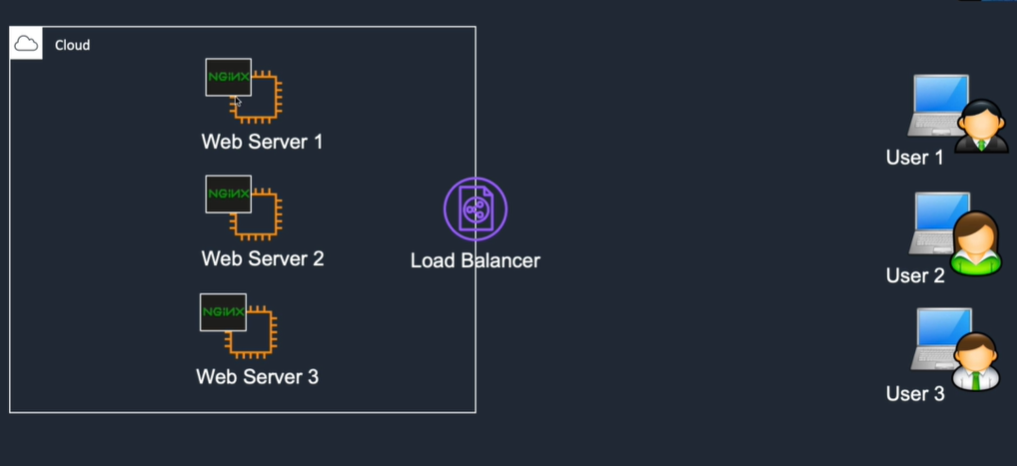 Cloud
NGINX
Web Server 1
NGINX
Web Server 2
NGINX
Web Server 3
Load Balancer
User 1
User 2
User 3